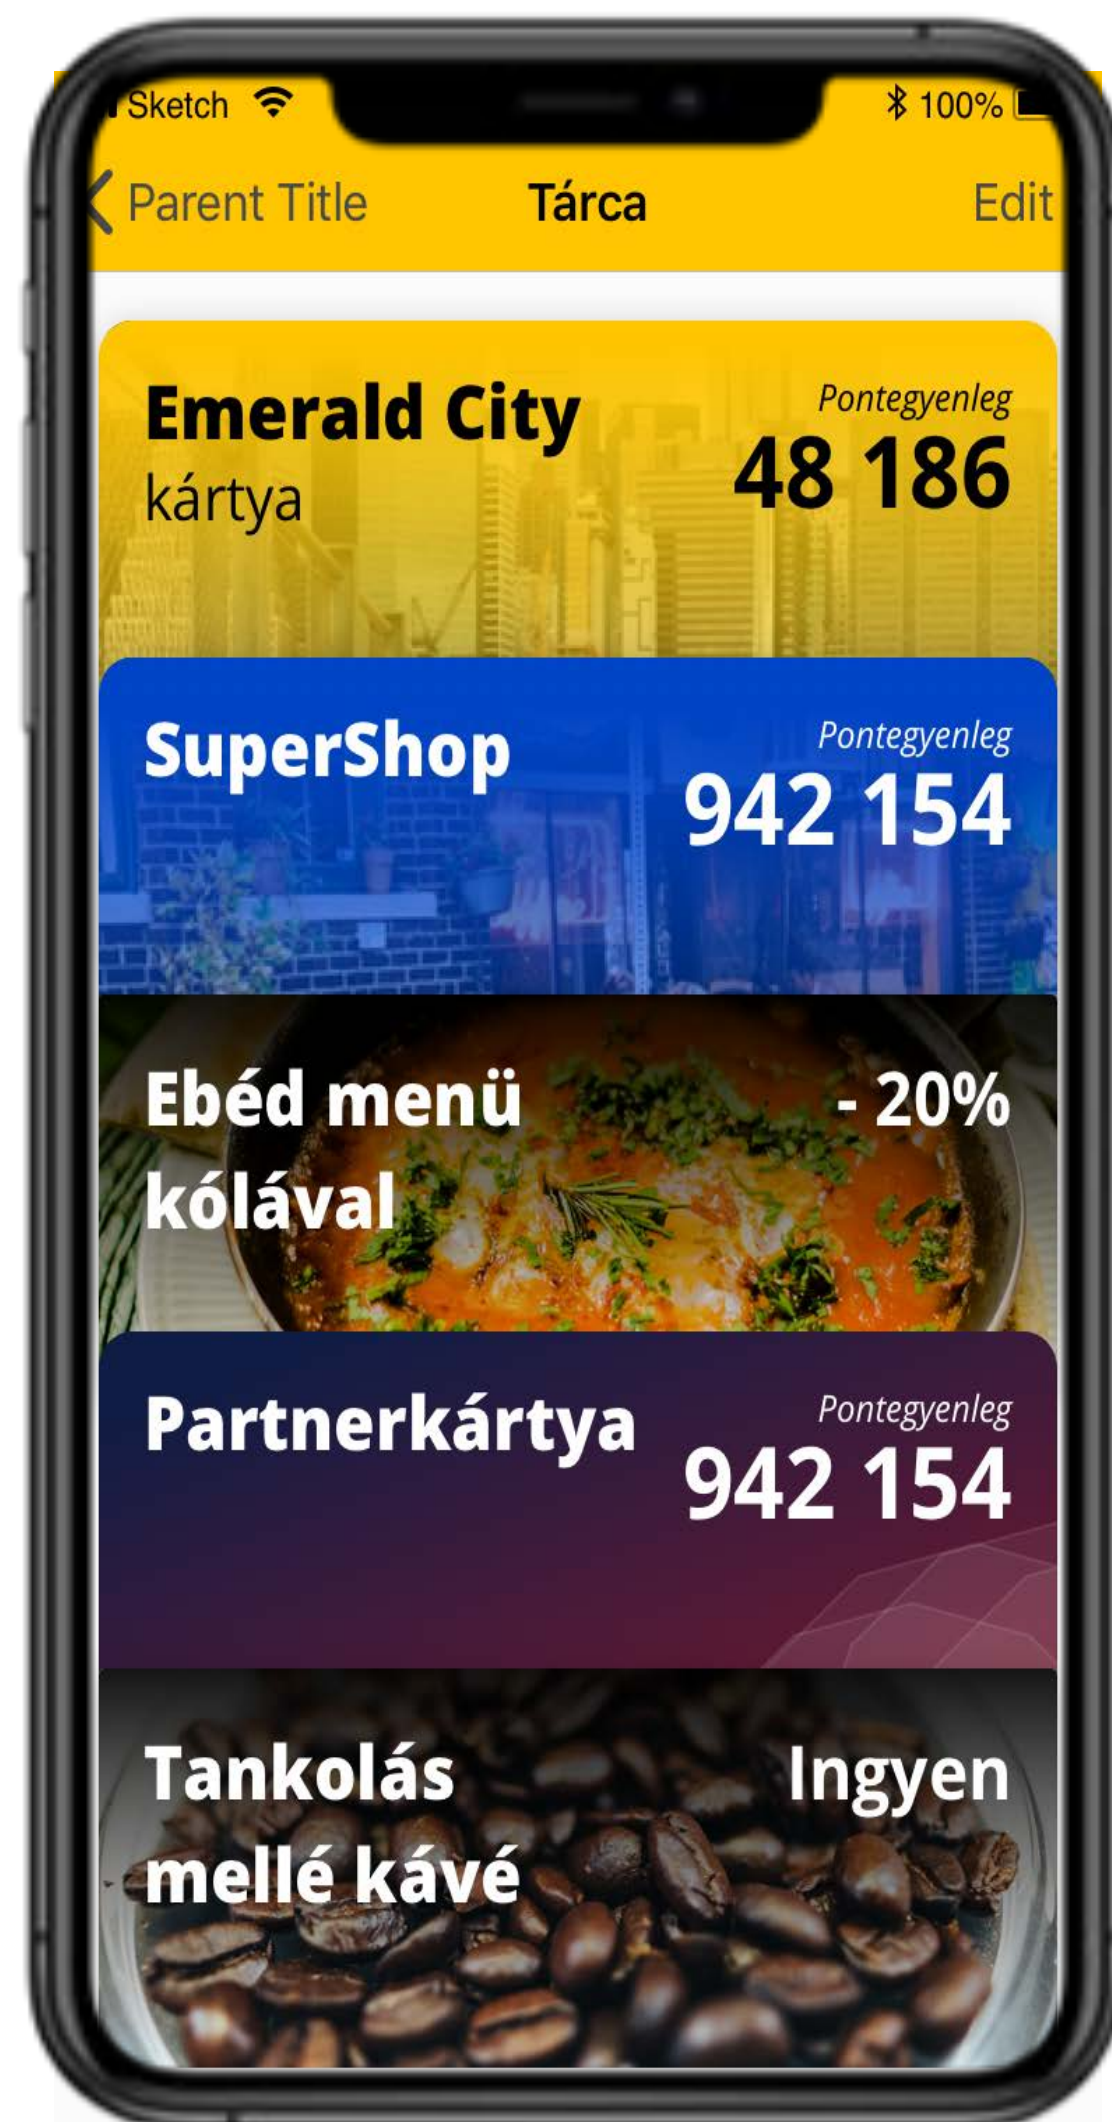 Sketch 100%
Parent Title Tárca Edit
Emerald City
kártya
Pontegyenleg
48 186
SuperShop
Pontegyenleg
942 154
Ebéd menü
kólával
- 20%
Partnerkártya
Pontegyenleg
942 154
Tankolás
mellé kávé
Ingyen